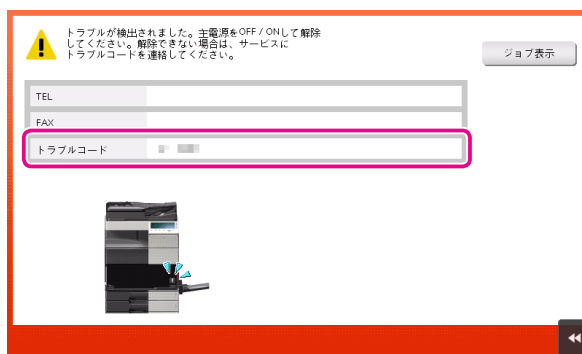 トラブルが検出されました。主電源をOFF / ONして解除
してください。解除できない場合は、サービスに
トラブルコードを連絡してください。
ジョブ表示
TEL
FAX
トラブルコード